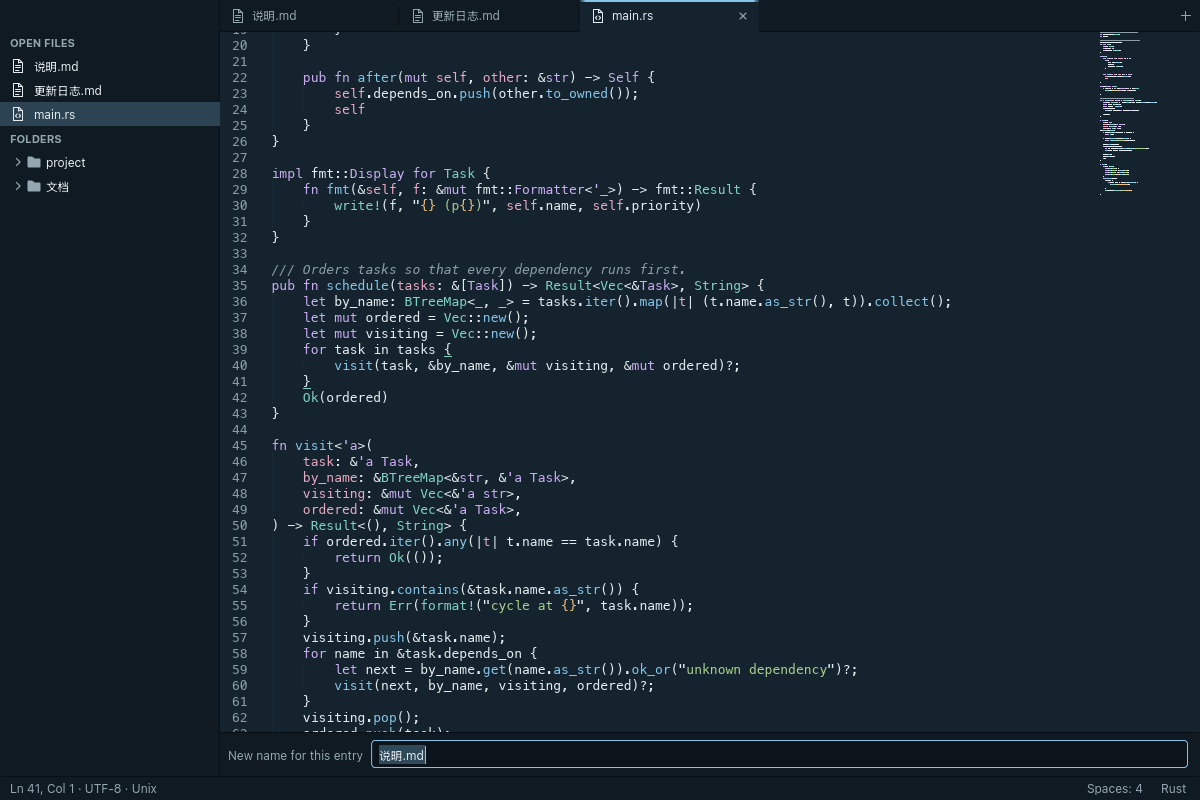 说明.md
更新日志.md
main.rs
OPEN FILES
说明.md
更新日志.md
main.rs
FOLDERS
project
文档
20 }
21
22 pub fn after(mut self, other: &str) -> Self {
23 self.depends_on.push(other.to_owned());
24 self
25 }
26 }
27
28 impl fmt::Display for Task {
29 fn fmt(&self, f: &mut fmt::Formatter<'_>) -> fmt::Result {
30 write!(f, "{} (p{})", self.name, self.priority)
31 }
32 }
33
34 /// Orders tasks so that every dependency runs first.
35 pub fn schedule(tasks: &[Task]) -> Result<Vec<&Task>, String> {
36 let by_name: BTreeMap<_, _> = tasks.iter().map(|t| (t.name.as_str(), t)).collect();
37 let mut ordered = Vec::new();
38 let mut visiting = Vec::new();
39 for task in tasks {
40 visit(task, &by_name, &mut visiting, &mut ordered)?;
41 }
42 Ok(ordered)
43 }
44
45 fn visit<'a>(
46 task: &'a Task,
47 by_name: &BTreeMap<&str, &'a Task>,
48 visiting: &mut Vec<&'a str>,
49 ordered: &mut Vec<&'a Task>,
50 ) -> Result<(), String> {
51 if ordered.iter().any(|t| t.name == task.name) {
52 return Ok(());
53 }
54 if visiting.contains(&task.name.as_str()) {
55 return Err(format!("cycle at {}", task.name));
56 }
57 visiting.push(&task.name);
58 for name in &task.depends_on {
59 let next = by_name.get(name.as_str()).ok_or("unknown dependency")?;
60 visit(next, by_name, visiting, ordered)?;
61 }
62 visiting.pop();
New name for this entry
说明.md
Ln 41, Col 1 · UTF-8 · Unix
Spaces: 4
Rust